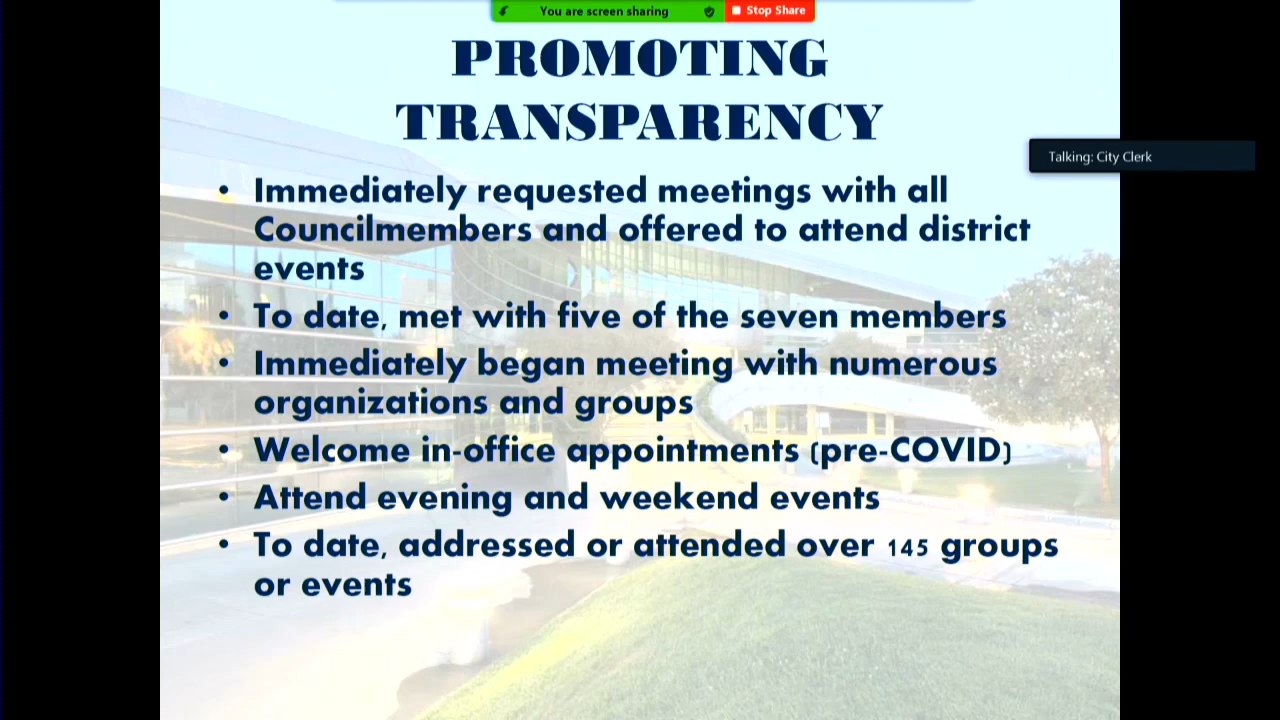 You are screen sharing
Stop Share
PROMOTING
TRANSPARENCY
Talking: City Clerk
• Immediately requested meetings with all
Councilmembers and offered to attend district
events
• To date, met with five of the seven members
• Immediately began meeting with numerous
organizations and groups
• Welcome in-office appointments (pre-COVID)
• Attend evening and weekend events
• To date, addressed or attended over 145 groups
or events